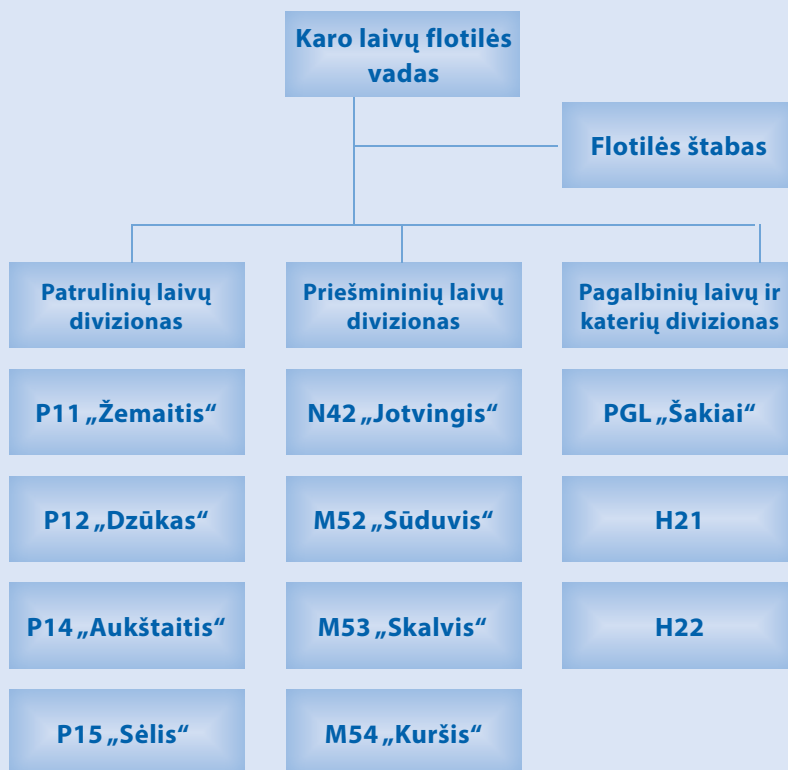 Karo laivų flotilės
vadas
Flotilės štabas
Patrulinių laivų
divizionas
Priešmininių laivų
divizionas
Pagalbinių laivų ir
katerių divizionas
P11 „Žemaitis“
N42 „Jotvingis“
PGL „Šakiai“
P12 „Dzūkas“
M52 „Sūduvis“
H21
P14 „Aukštaitis“
M53 „Skalvis“
H22
P15 „Sėlis“
M54 „Kuršis“